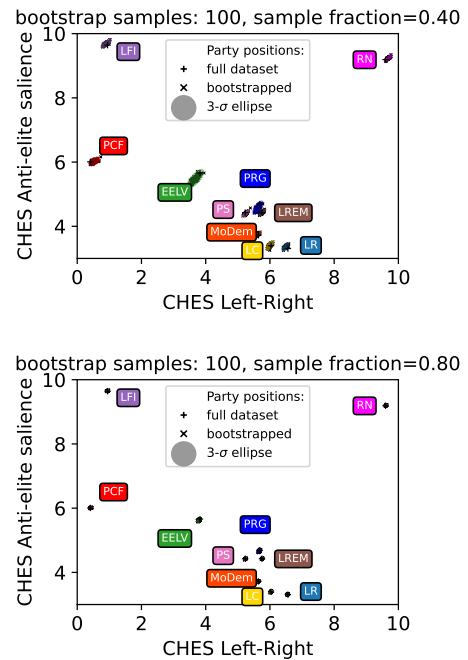 bootstrap samples: 100, sample fraction=0.40
CHES Anti-elite salience
10
8
6
4
LFI
Party positions:
full dataset
bootstrapped
3-σ ellipse
RN
PCF
EELV
PRG
PS
LREM
MoDem
LC
LR
0 2 4 6 8 10
CHES Left-Right
bootstrap samples: 100, sample fraction=0.80
CHES Anti-elite salience
10
8
6
4
LFI
Party positions:
full dataset
bootstrapped
3-σ ellipse
RN
PCF
EELV
PRG
PS
LREM
MoDem
LC
LR
0 2 4 6 8 10
CHES Left-Right